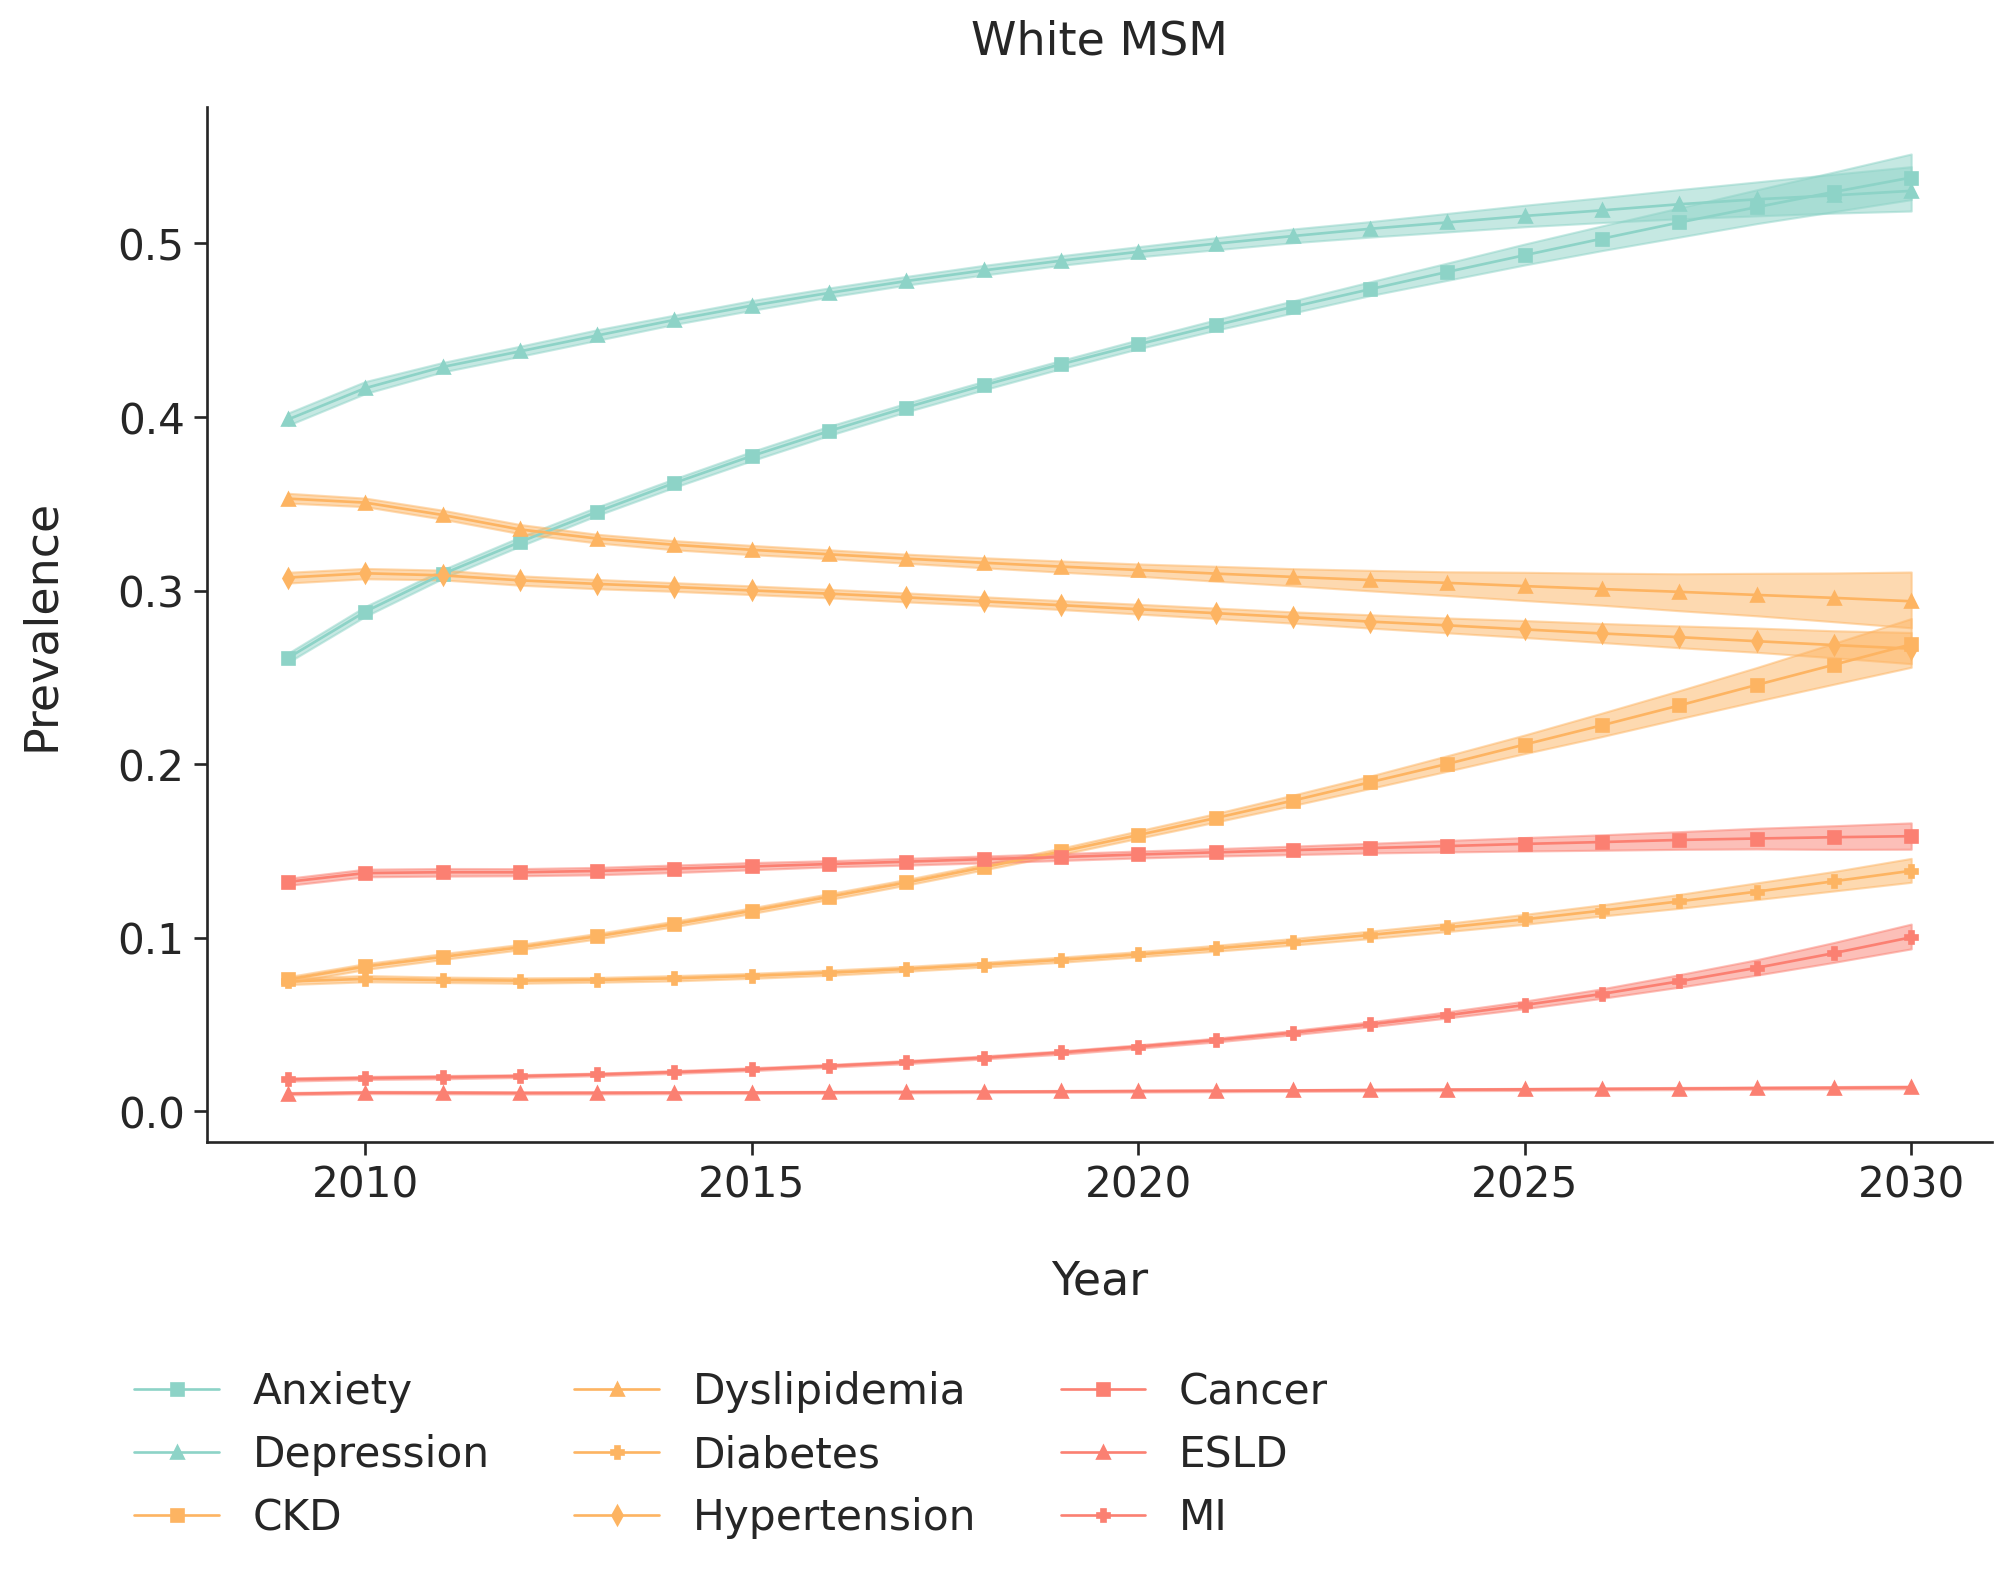 White MSM
Prevalence
0.5
0.4
0.3
0.2
0.1
0.0
2010 2015 2020 2025 2030
Year
Anxiety Dyslipidemia Cancer
Depression Diabetes ESLD
CKD Hypertension MI